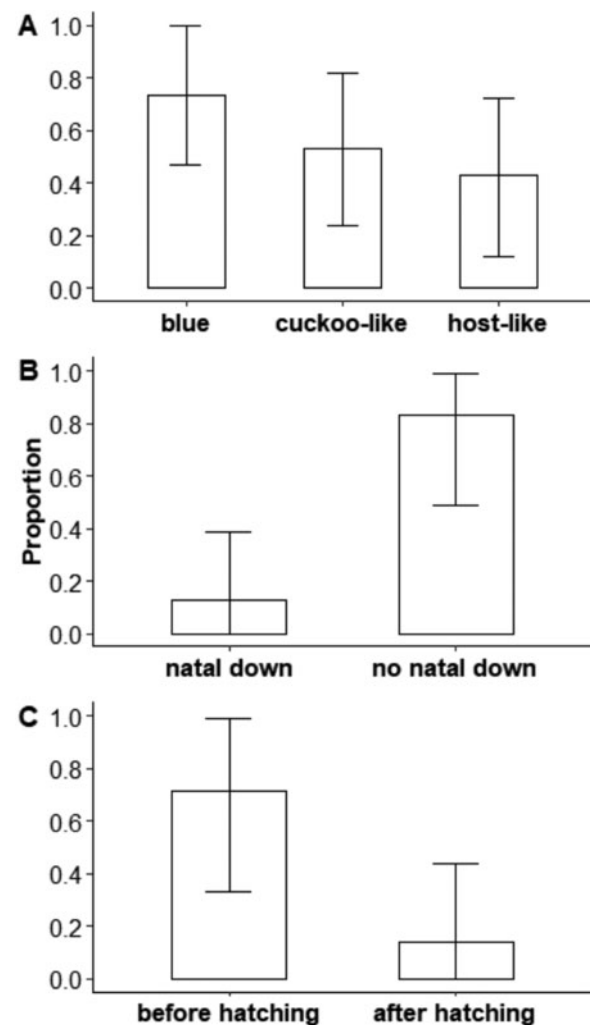 A
1.0
0.8
0.6
0.4
0.2
0.0
blue cuckoo-like host-like
B
1.0
0.8
0.6
0.4
0.2
0.0
Proportion
natal down no natal down
C
1.0
0.8
0.6
0.4
0.2
0.0
before hatching after hatching